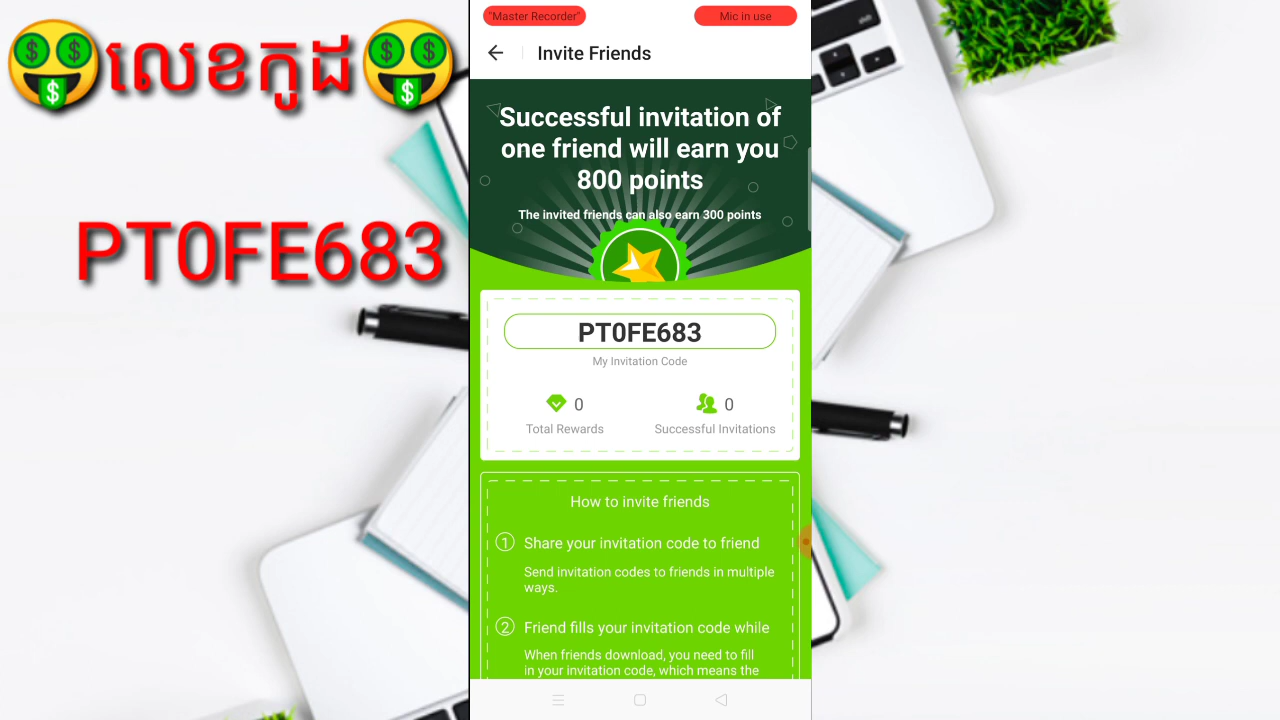 លេខកូដ
PT0FE683
"Master Recorder"
Mic in use
Invite Friends
Successful invitation of
one friend will earn you
800 points
The invited friends can also earn 300 points
PT0FE683
My Invitation Code
0
Total Rewards
0
Successful Invitations
How to invite friends
1 Share your invitation code to friend
Send invitation codes to friends in multiple
ways.
2 Friend fills your invitation code while
When friends download, you need to fill
in your invitation code, which means the